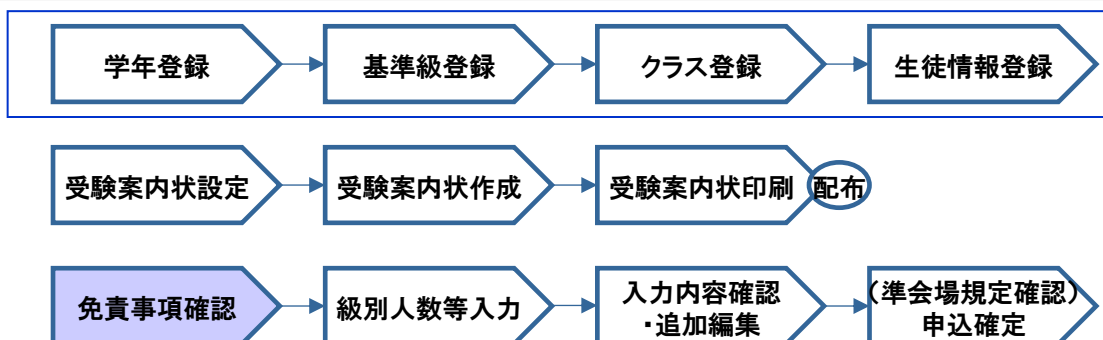 学年登録
基準級登録
クラス登録
生徒情報登録
受験案内状設定
受験案内状作成
受験案内状印刷
配布
免責事項確認
級別人数等入力
入力内容確認
・追加編集
（準会場規定確認）
申込確定